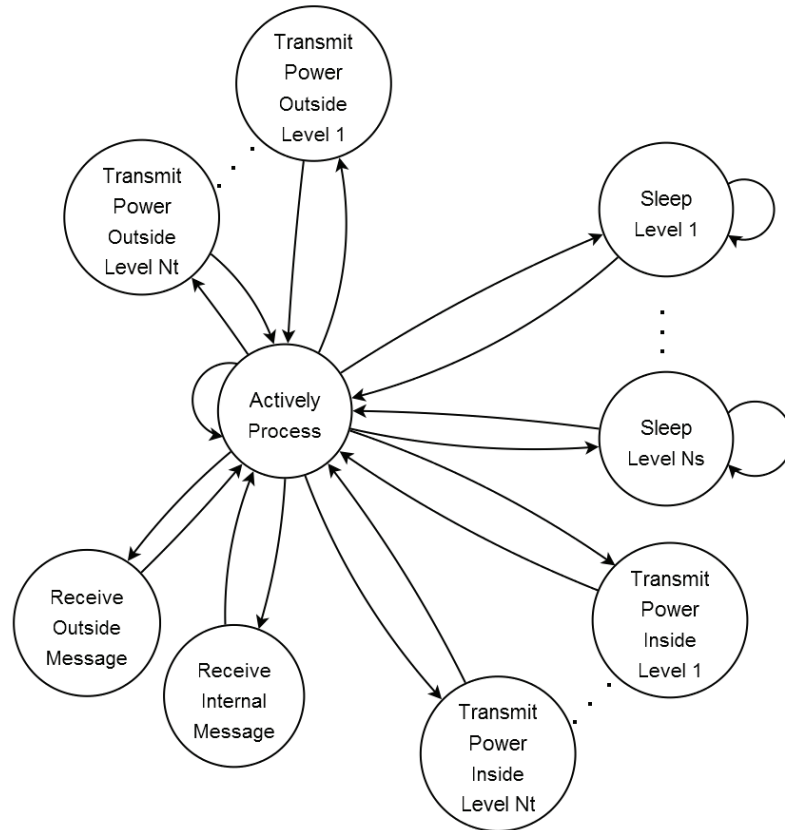 Transmit
Power
Outside
Level 1
Transmit
Power
Outside
Level Nt
Sleep
Level 1
Actively
Process
Sleep
Level Ns
Receive
Outside
Message
Receive
Internal
Message
Transmit
Power
Inside
Level 1
Transmit
Power
Inside
Level Nt